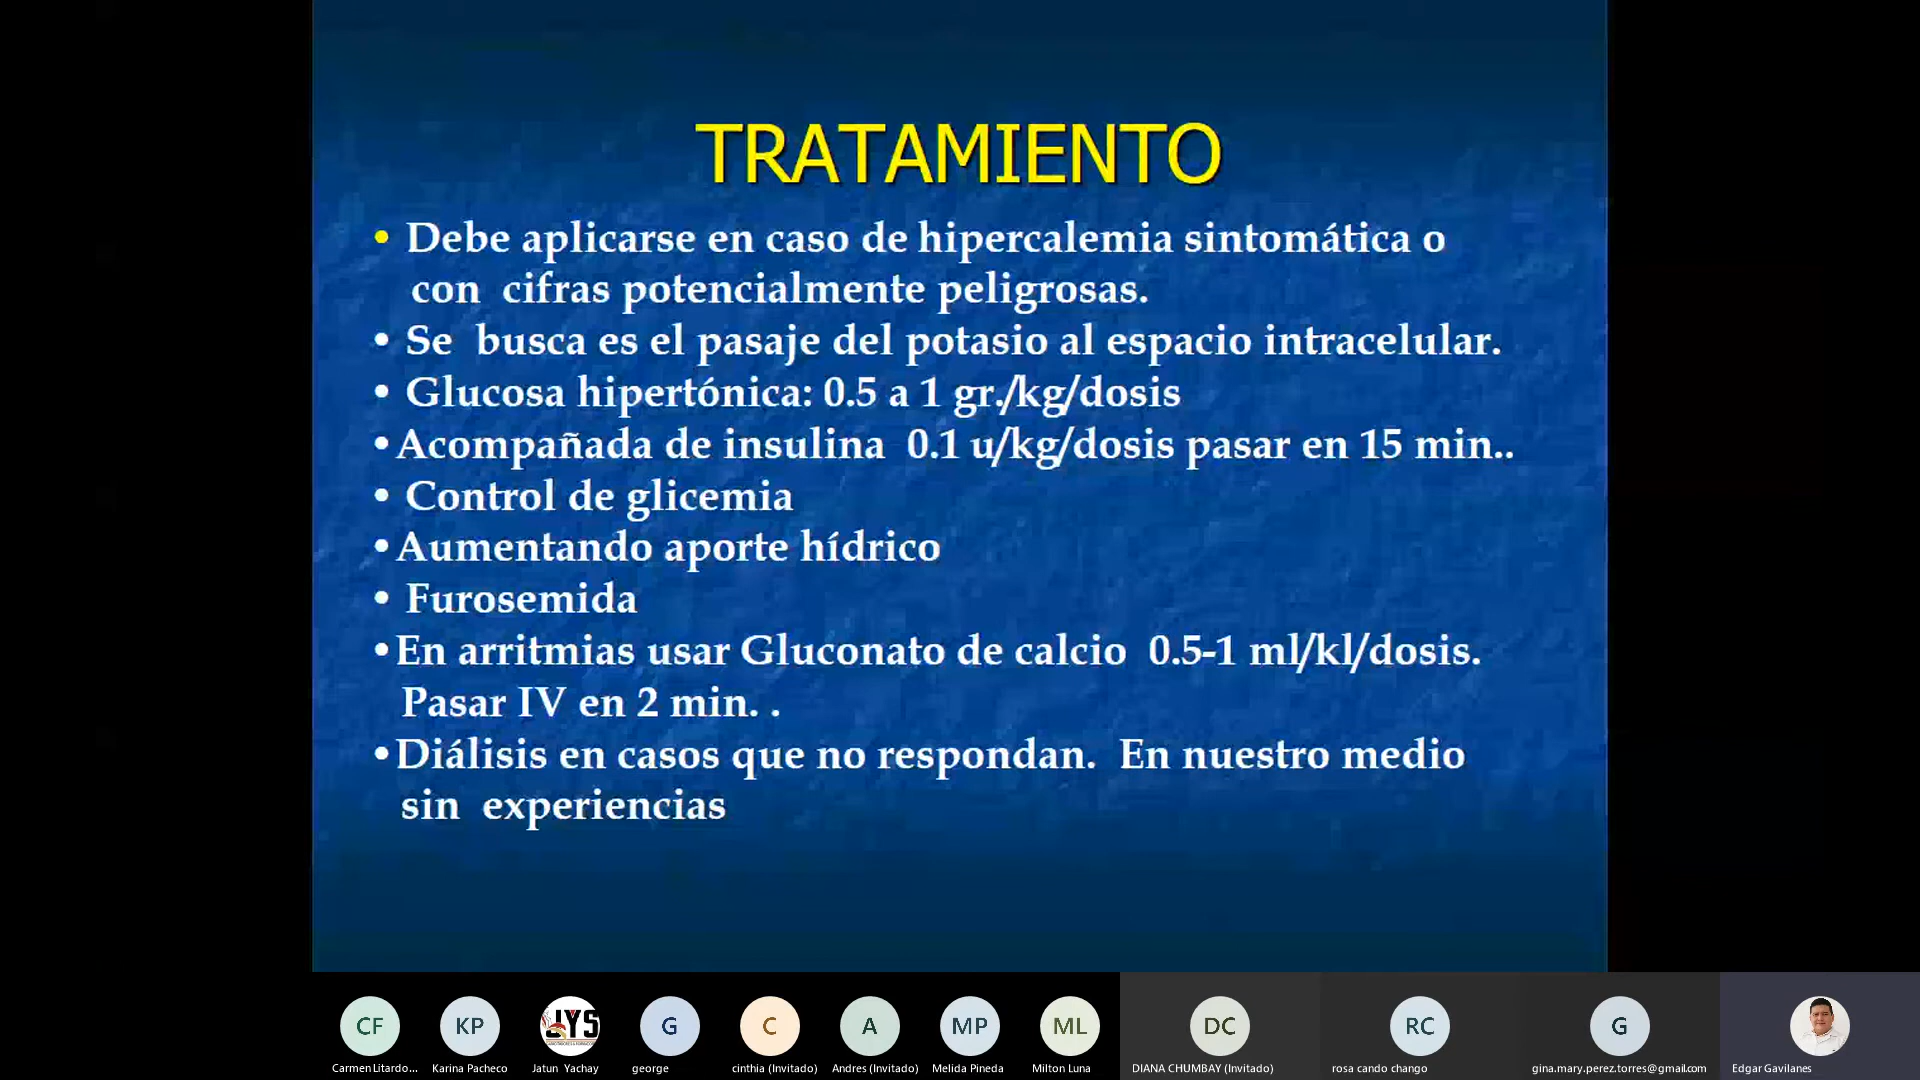 TRATAMIENTO
• Debe aplicarse en caso de hipercalemia sintomática o
con cifras potencialmente peligrosas.
• Se busca es el pasaje del potasio al espacio intracelular.
• Glucosa hipertónica: 0.5 a 1 gr./kg/dosis
•Acompañada de insulina 0.1 u/kg/dosis pasar en 15 min..
• Control de glicemia
•Aumentando aporte hídrico
• Furosemida
•En arritmias usar Gluconato de calcio 0.5-1 ml/kl/dosis.
Pasar IV en 2 min. .
•Diálisis en casos que no respondan. En nuestro medio
sin experiencias
CF KP JYS G C A MP ML DC RC G
Carmen Litardo... Karina Pacheco Jatun Yachay george cinthia (Invitado) Andres (Invitado) Melida Pineda Milton Luna DIANA CHUMBAY (Invitado) rosa cando chango gina.mary.perez.torres@gmail.com Edgar Gavilanes